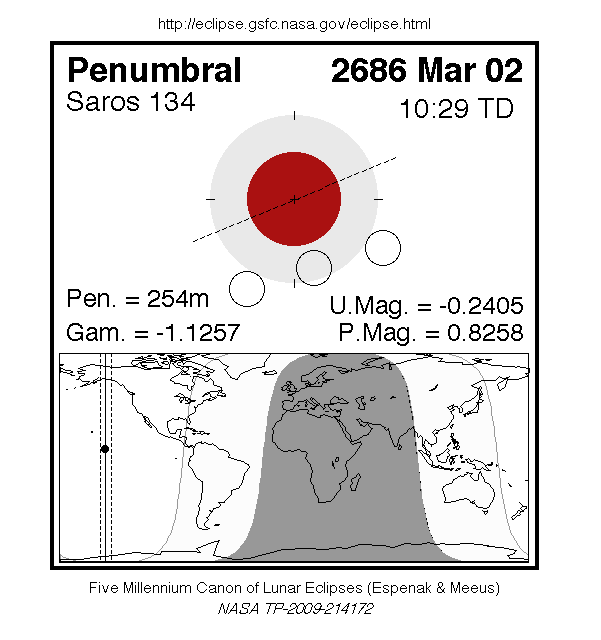 http://eclipse.gsfc.nasa.gov/eclipse.html
Penumbral 2686 Mar 02
Saros 134 10:29 TD
Pen. = 254m U.Mag. = -0.2405
Gam. = -1.1257 P.Mag. = 0.8258
Five Millennium Canon of Lunar Eclipses (Espenak & Meeus)
NASA TP-2009-214172